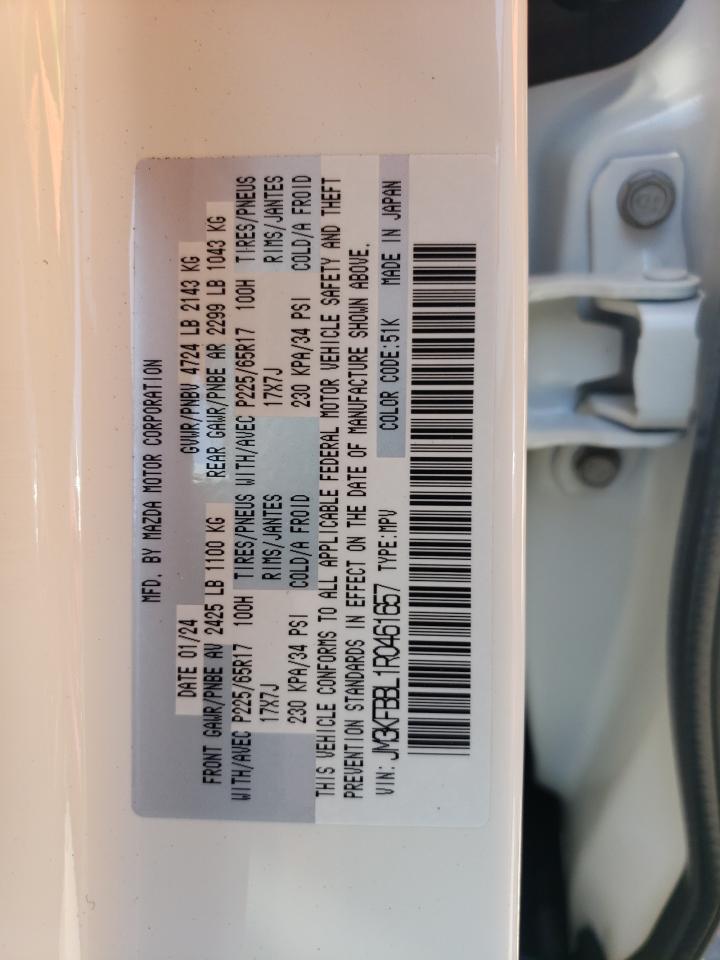 MFD. BY MAZDA MOTOR CORPORATION
DATE 01/24 GVWR/PNBV 4724 LB 2143 KG
FRONT GAWR/PNBE AV 2425 LB 1100 KG REAR GAWR/PNBE AR 2299 LB 1043 KG
WITH/AVEC P225/65R17 100H TIRES/PNEUS WITH/AVEC P225/65R17 100H TIRES/PNEUS
17X7J RIMS/JANTES 17X7J RIMS/JANTES
230 KPA/34 PSI COLD/A FROID 230 KPA/34 PSI COLD/A FROID
THIS VEHICLE CONFORMS TO ALL APPLICABLE FEDERAL MOTOR VEHICLE SAFETY AND THEFT
PREVENTION STANDARDS IN EFFECT ON THE DATE OF MANUFACTURE SHOWN ABOVE.
VIN: JM3KFBBL1R0461657 TYPE:MPV COLOR CODE:51K MADE IN JAPAN